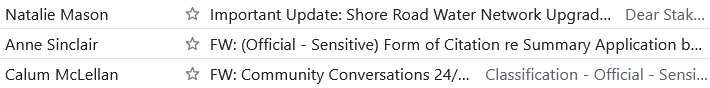 Natalie Mason ☆ Important Update: Shore Road Water Network Upgrad... Dear Stak...
Anne Sinclair ☆ FW: (Official - Sensitive) Form of Citation re Summary Application b...
Calum McLellan ☆ FW: Community Conversations 24/... Classification - Official - Sensi...